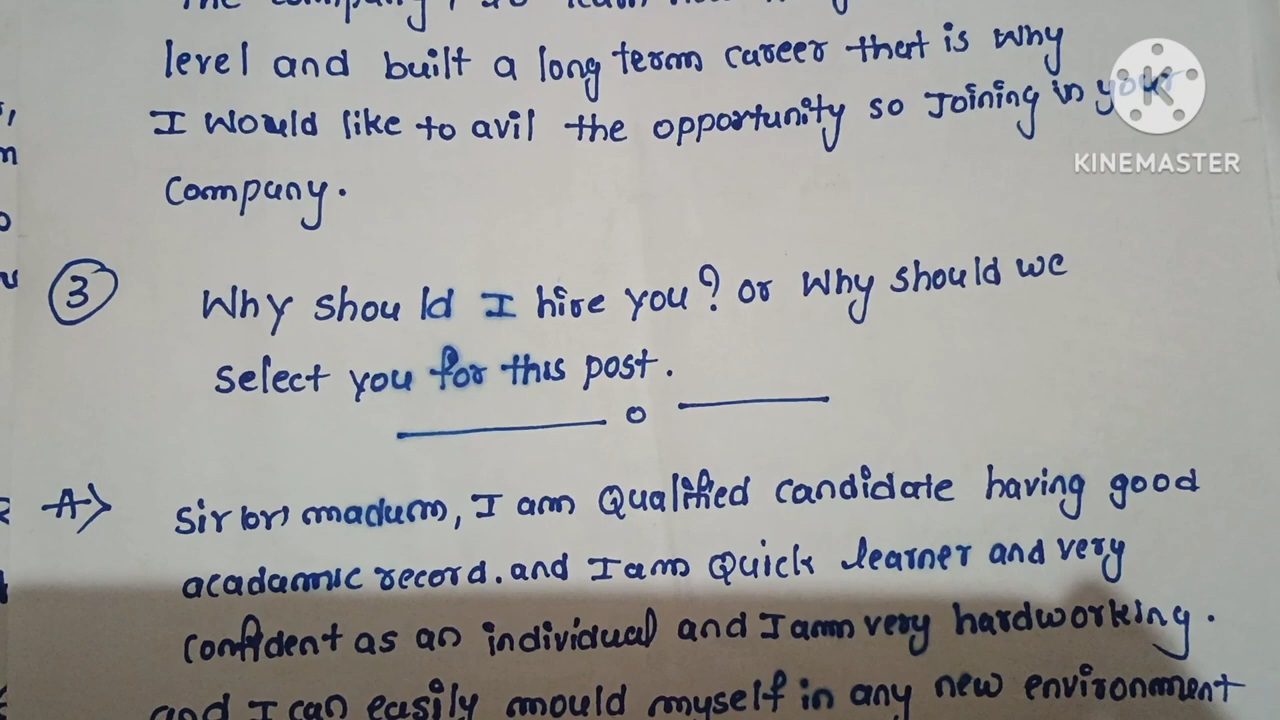 The company,
level and built a long term career that is why
I would like to avil the opportunity so Joining in your
company.
3 Why should I hire you? or Why should we
select you for this post.
A> Sir (or) madum, I am Qualified candidate having good
acadamic record. and I am Quick learner and very
confident as an individual and I am very hardworking.
and I can easily mould myself in any new environment
KINEMASTER